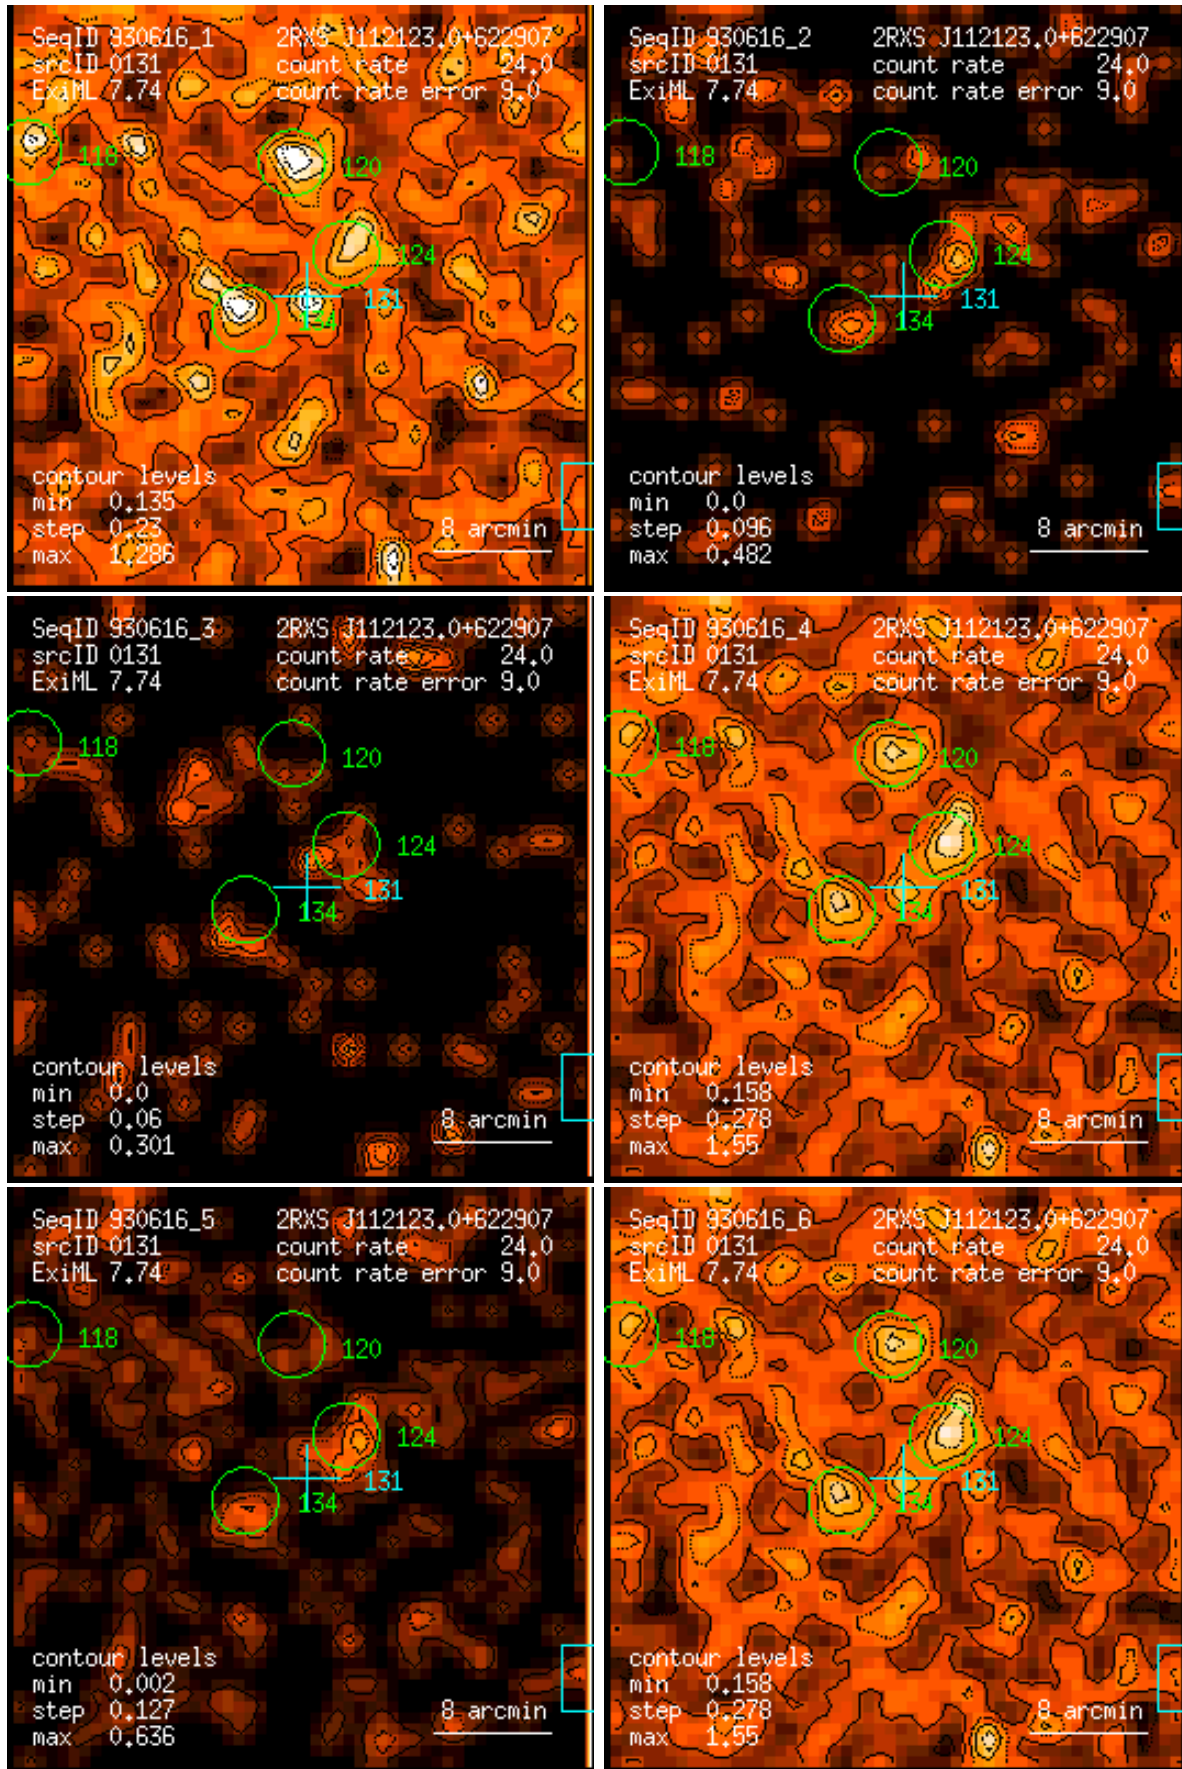 SeqID 930616_1 2RXS J112123.0+622907
srcID 0131 count rate 24.0
ExiML 7.74 count rate error 9.0
118
120
124
131
134
contour levels
min 0.135
step 0.23 8 arcmin
max 1.286
SeqID 930616_2 2RXS J112123.0+622907
srcID 0131 count rate 24.0
ExiML 7.74 count rate error 9.0
118
120
124
131
134
contour levels
min 0.0
step 0.096 8 arcmin
max 0.482
SeqID 930616_3 2RXS J112123.0+622907
srcID 0131 count rate 24.0
ExiML 7.74 count rate error 9.0
118
120
124
131
134
contour levels
min 0.0
step 0.06 8 arcmin
max 0.301
SeqID 930616_4 2RXS J112123.0+622907
srcID 0131 count rate 24.0
ExiML 7.74 count rate error 9.0
118
120
124
131
134
contour levels
min 0.158
step 0.278 8 arcmin
max 1.55
SeqID 930616_5 2RXS J112123.0+622907
srcID 0131 count rate 24.0
ExiML 7.74 count rate error 9.0
118
120
124
131
134
contour levels
min 0.002
step 0.127 8 arcmin
max 0.636
SeqID 930616_6 2RXS J112123.0+622907
srcID 0131 count rate 24.0
ExiML 7.74 count rate error 9.0
118
120
124
131
134
contour levels
min 0.158
step 0.278 8 arcmin
max 1.55